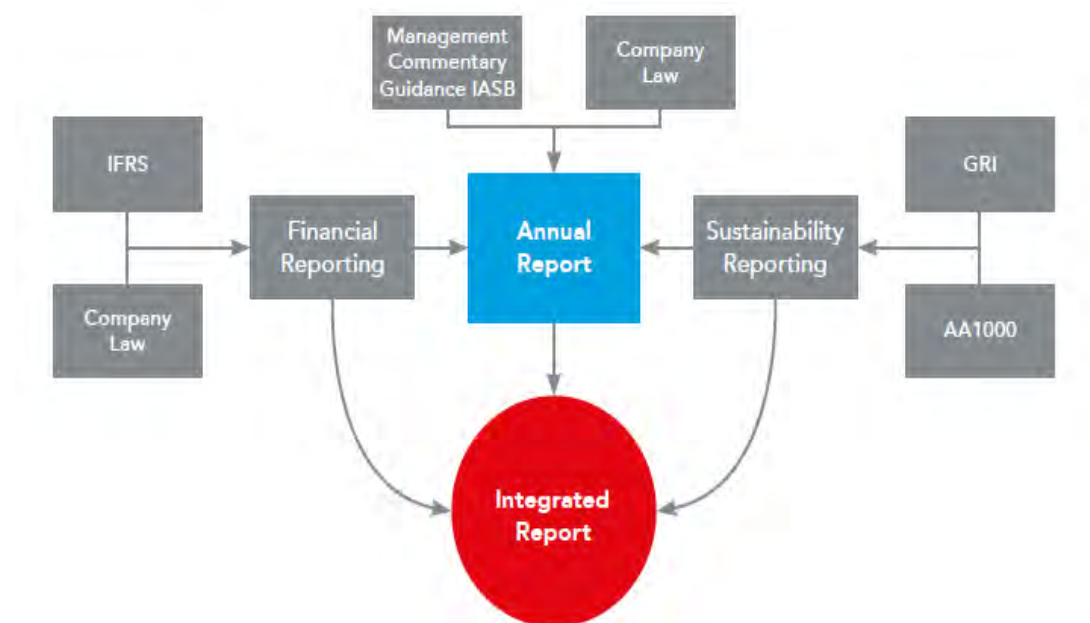 Management
Commentary
Guidance IASB
Company
Law
IFRS
GRI
Financial
Reporting
Annual
Report
Sustainability
Reporting
Company
Law
AA1000
Integrated
Report